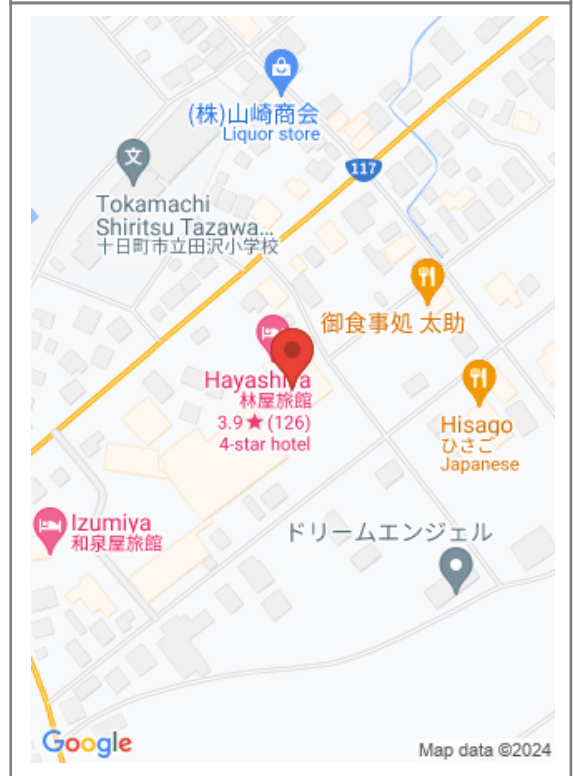 (株)山崎商会
Liquor store
117
文
Tokamachi
Shiritsu Tazawa...
十日町市立田沢小学校
御食事処 太助
Hayashiya
林屋旅館
3.9★(126)
4-star hotel
Hisago
ひさご
Japanese
Izumiya
和泉屋旅館
ドリームエンジェル
Google
Map data ©2024